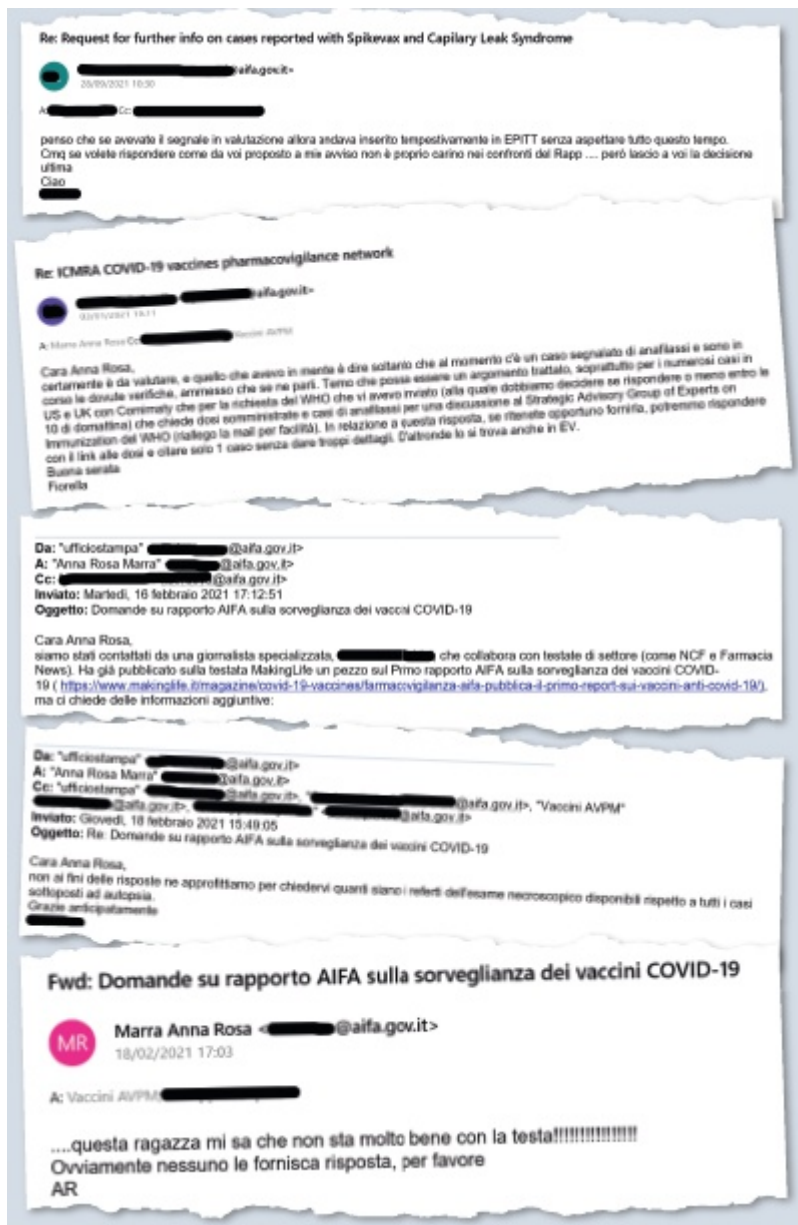 Re: Request for further info on cases reported with Spikevax and Capilary Leak Syndrome
@aifa.gov.it>
28/09/2021 16:30
A: Cc:
penso che se avevate il segnale in valutazione allora andava inserito tempestivamente in EPITT senza aspettare tutto questo tempo.
Cmq se volete rispondere come da voi proposto a mio avviso non è proprio carino nei confronti del Rapp .... però lascio a voi la decisione
ultima
Ciao
Re: ICMRA COVID-19 vaccines pharmacovigilance network
@aifa.gov.it>
A: Marra Anna Rosa Cc: Vaccini AVPM
Cara Anna Rosa,
certamente è da valutare, e quello che avevo in mente è dire soltanto che al momento c'è un caso segnalato di anafilassi e sono in
corso le dovute verifiche, ammesso che se ne parli. Temo che possa essere un argomento trattato, soprattutto per i numerosi casi in
US e UK con Comirnaty che per la richiesta del WHO che vi avevo inviato (alla quale dobbiamo decidere se rispondere o meno entro le
10 di domattina) che chiede dosi somministrate e casi di anafilassi per una discussione al Strategic Advisory Group of Experts on
Immunization del WHO (riallego la mail per facilità). In relazione a questa risposta, se ritenete opportuno fornirla, potremmo rispondere
con il link alle dosi e citare solo 1 caso senza dare troppi dettagli. D'altronde lo si trova anche in EV.
Buona serata
Fiorella
Da: "ufficiostampa" @aifa.gov.it>
A: "Anna Rosa Marra" @aifa.gov.it>
Cc: @aifa.gov.it>
Inviato: Martedì, 16 febbraio 2021 17:12:51
Oggetto: Domande su rapporto AIFA sulla sorveglianza dei vaccini COVID-19
Cara Anna Rosa,
siamo stati contattati da una giornalista specializzata, che collabora con testate di settore (come NCF e Farmacia
News). Ha già pubblicato sulla testata MakingLife un pezzo sul Primo rapporto AIFA sulla sorveglianza dei vaccini COVID-
19 ( https://www.makinglife.it/magazine/covid-19-vaccines/farmacovigilanza-aifa-pubblica-il-primo-report-sui-vaccini-anti-covid-19/),
ma ci chiede delle informazioni aggiuntive:
Da: "ufficiostampa" @aifa.gov.it>
A: "Anna Rosa Marra" @aifa.gov.it>
Cc: "ufficiostampa" @aifa.gov.it>, "
@aifa.gov.it>, " @aifa.gov.it>, "Vaccini AVPM"
Inviato: Giovedì, 18 febbraio 2021 15:49:05
Oggetto: Re: Domande su rapporto AIFA sulla sorveglianza dei vaccini COVID-19
Cara Anna Rosa,
non ai fini delle risposte ne approfittiamo per chiedervi quanti siano i referti dell'esame necroscopico disponibili rispetto a tutti i casi
sottoposti ad autopsia.
Grazie anticipatamente
Fwd: Domande su rapporto AIFA sulla sorveglianza dei vaccini COVID-19
MR
Marra Anna Rosa < @aifa.gov.it>
18/02/2021 17:03
A: Vaccini AVPM;
....questa ragazza mi sa che non sta molto bene con la testa!!!!!!!!!!!!!!!!!
Ovviamente nessuno le fornisca risposta, per favore
AR